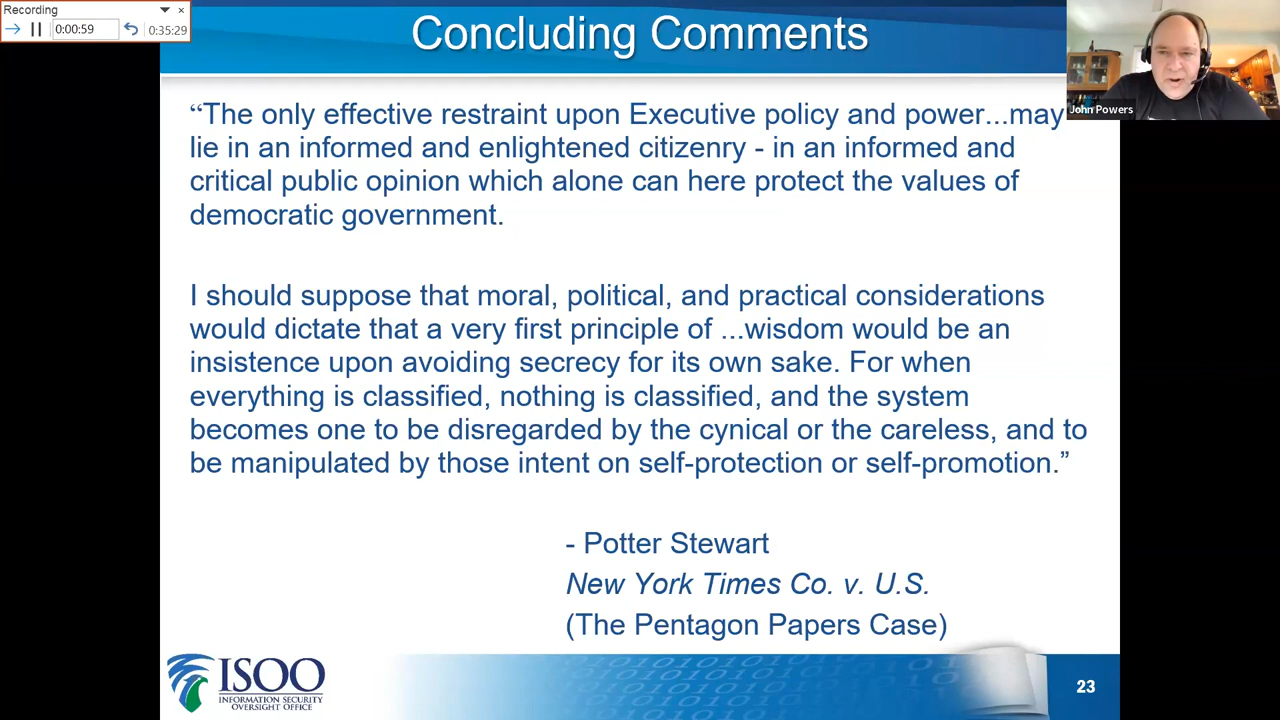 Recording
0:00:59
0:35:29
Concluding Comments
John Powers
“The only effective restraint upon Executive policy and power...may
lie in an informed and enlightened citizenry - in an informed and
critical public opinion which alone can here protect the values of
democratic government.
I should suppose that moral, political, and practical considerations
would dictate that a very first principle of ...wisdom would be an
insistence upon avoiding secrecy for its own sake. For when
everything is classified, nothing is classified, and the system
becomes one to be disregarded by the cynical or the careless, and to
be manipulated by those intent on self-protection or self-promotion.”
- Potter Stewart
New York Times Co. v. U.S.
(The Pentagon Papers Case)
ISOO
INFORMATION SECURITY
OVERSIGHT OFFICE
23